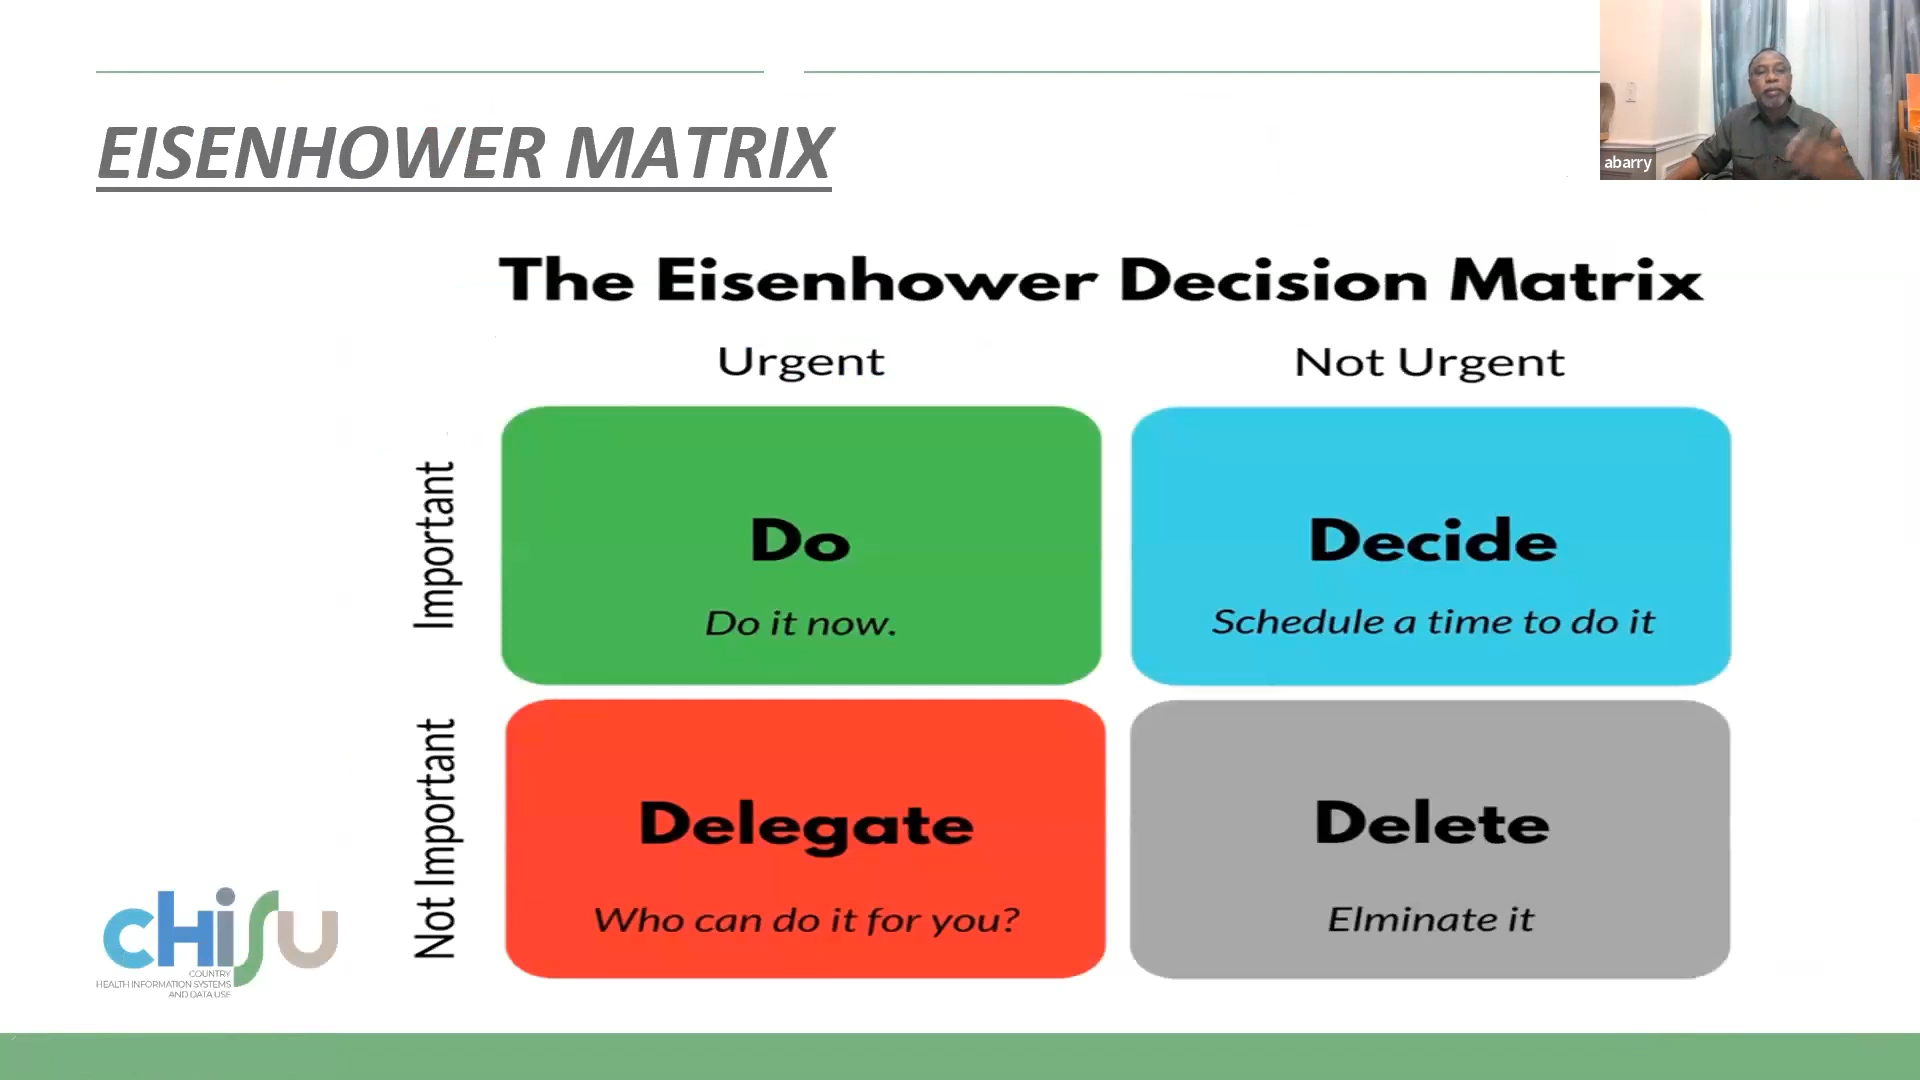 abarry
EISENHOWER MATRIX
The Eisenhower Decision Matrix
Urgent
Not Urgent
Important
Do
Do it now.
Decide
Schedule a time to do it
Not Important
Delegate
Who can do it for you?
Delete
Elminate it
CHISU
COUNTRY
HEALTH INFORMATION SYSTEMS
AND DATA USE